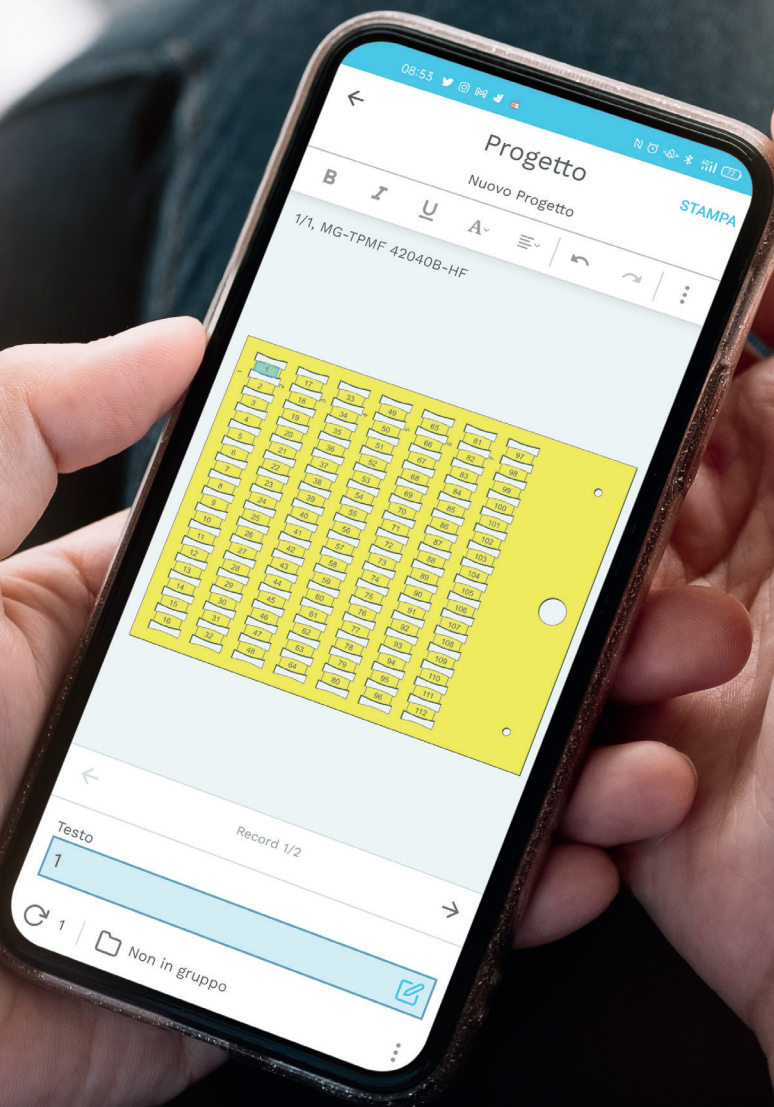 08:53
Progetto
Nuovo Progetto
STAMPA
B I U A
1/1, MG-TPMF 42040B-HF
1 17 33 49 65 81 97
2 18 34 50 66 82 98
3 19 35 51 67 83 99
4 20 36 52 68 84 100
5 21 37 53 69 85 101
6 22 38 54 70 86 102
7 23 39 55 71 87 103
8 24 40 56 72 88 104
9 25 41 57 73 89 105
10 26 42 58 74 90 106
11 27 43 59 75 91 107
12 28 44 60 76 92 108
13 29 45 61 77 93 109
14 30 46 62 78 94 110
15 31 47 63 79 95 111
16 32 48 64 80 96 112
Record 1/2
Testo
1
1
Non in gruppo